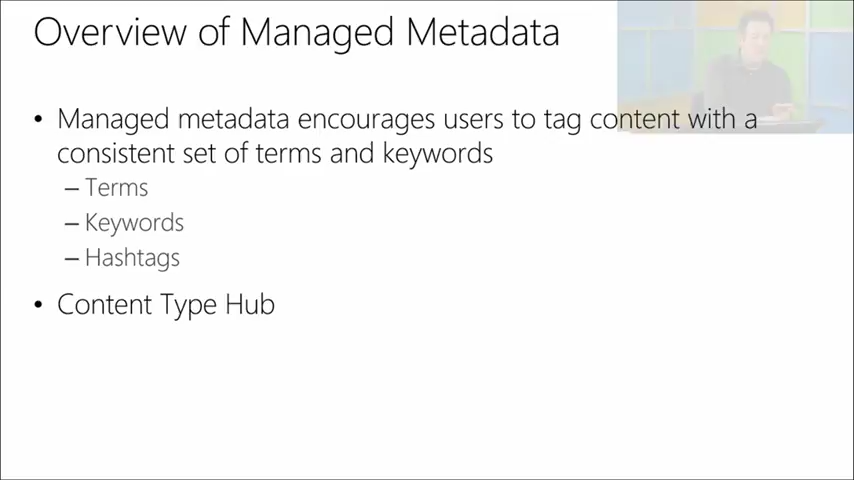 Overview of Managed Metadata
• Managed metadata encourages users to tag content with a
consistent set of terms and keywords
– Terms
– Keywords
– Hashtags
• Content Type Hub